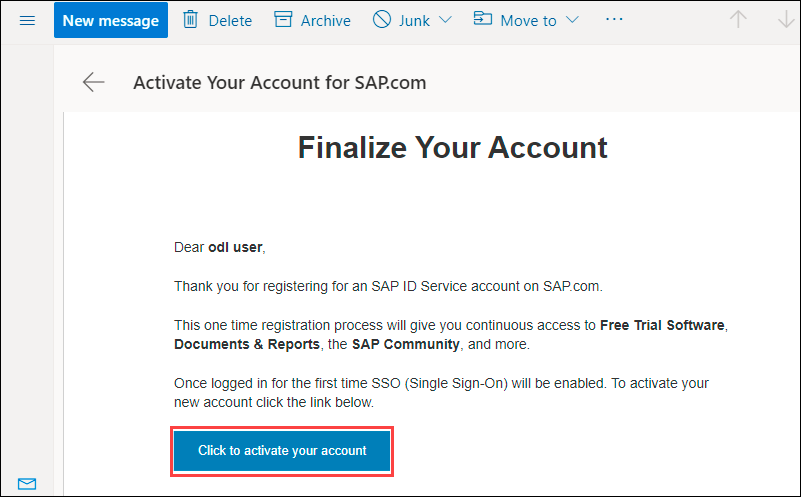 New message Delete Archive Junk Move to ...
Activate Your Account for SAP.com
Finalize Your Account
Dear odl user,
Thank you for registering for an SAP ID Service account on SAP.com.
This one time registration process will give you continuous access to Free Trial Software,
Documents & Reports, the SAP Community, and more.
Once logged in for the first time SSO (Single Sign-On) will be enabled. To activate your
new account click the link below.
Click to activate your account